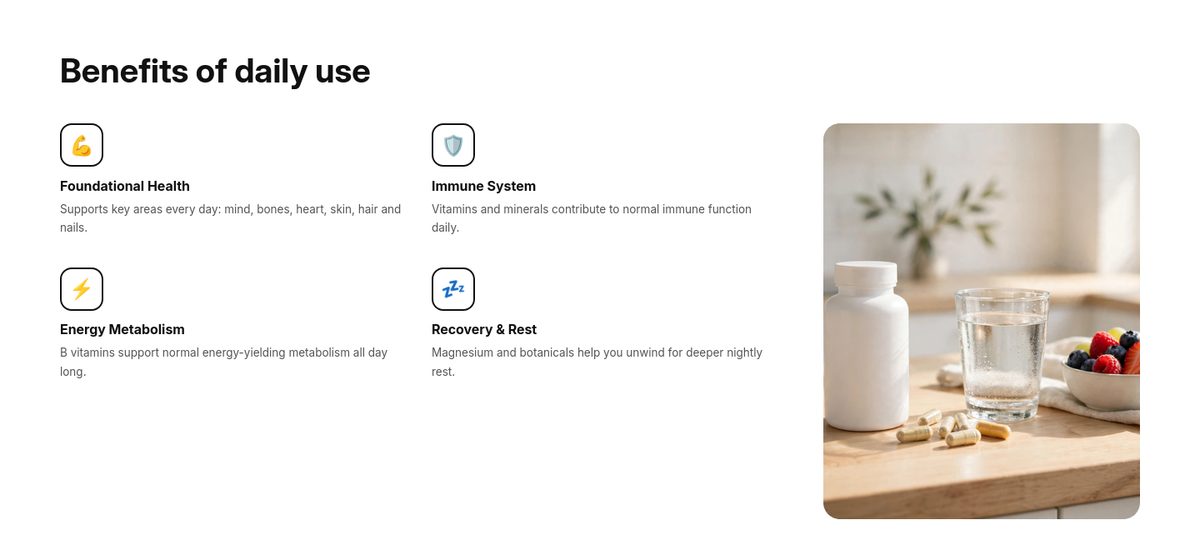 Benefits of daily use
Foundational Health
Supports key areas every day: mind, bones, heart, skin, hair and
nails.
Immune System
Vitamins and minerals contribute to normal immune function
daily.
Energy Metabolism
B vitamins support normal energy-yielding metabolism all day
long.
Recovery & Rest
Magnesium and botanicals help you unwind for deeper nightly
rest.